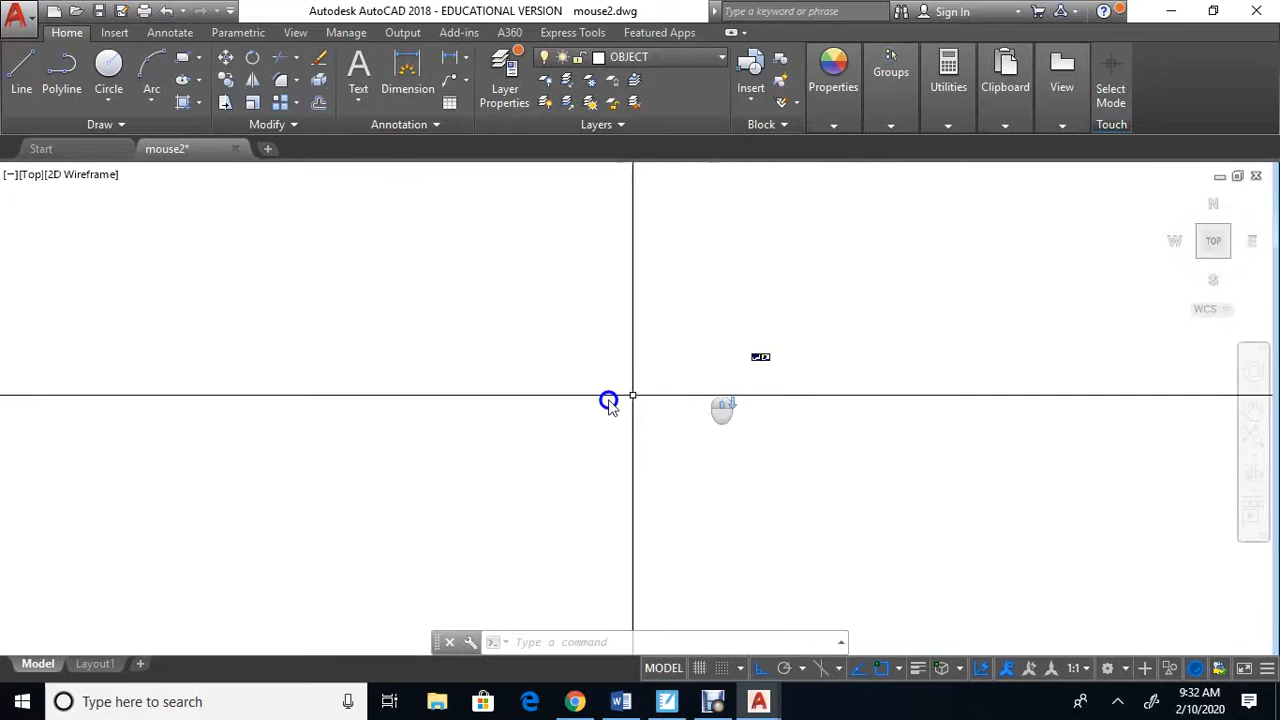 Autodesk AutoCAD 2018 - EDUCATIONAL VERSION mouse2.dwg
Type a keyword or phrase
Sign In
Home Insert Annotate Parametric View Manage Output Add-ins A360 Express Tools Featured Apps
Line Polyline Circle Arc
Text Dimension
Layer
Properties
OBJECT
Insert
Properties Groups Utilities Clipboard View
Select
Mode
Draw Modify Annotation Layers Block Touch
Start mouse2*
[−][Top][2D Wireframe]
N
W TOP E
S
WCS
Type a command
Model Layout1
MODEL 1:1
Type here to search
9:32 AM
2/10/2020